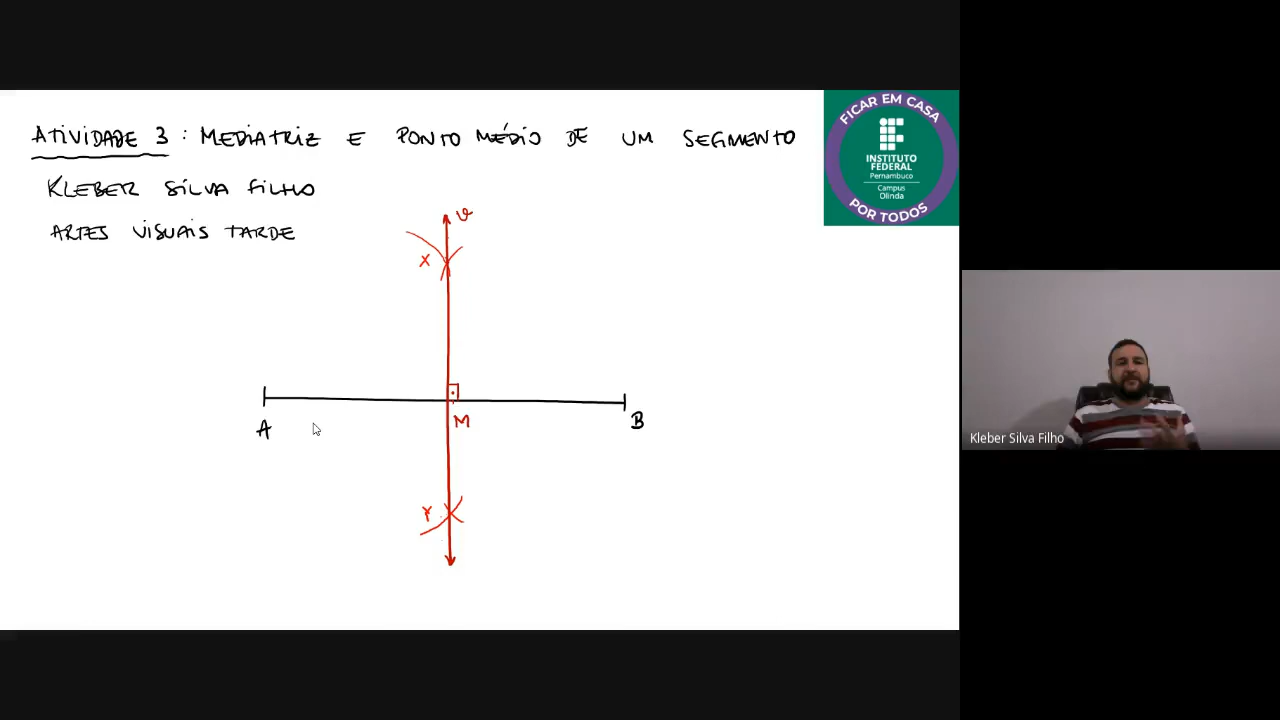 ATIVIDADE 3: MEDIATRIZ E PONTO MÉDIO DE UM SEGMENTO
KLEBER SILVA FILHO
ARTES VISUAIS TARDE
FICAR EM CASA
INSTITUTO
FEDERAL
Pernambuco
Campus
Olinda
POR TODOS
X
A
M
B
Y
Kleber Silva Filho